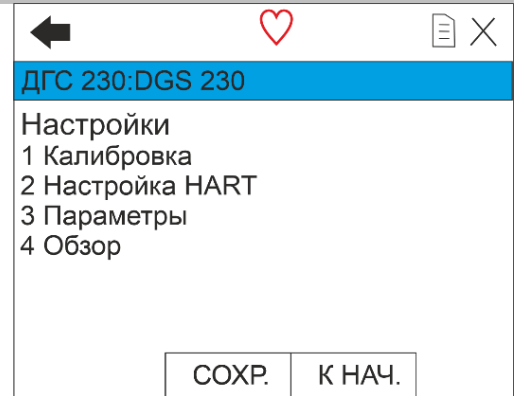 ДГС 230:DGS 230
Настройки
1 Калибровка
2 Настройка HART
3 Параметры
4 Обзор
СОХР. К НАЧ.